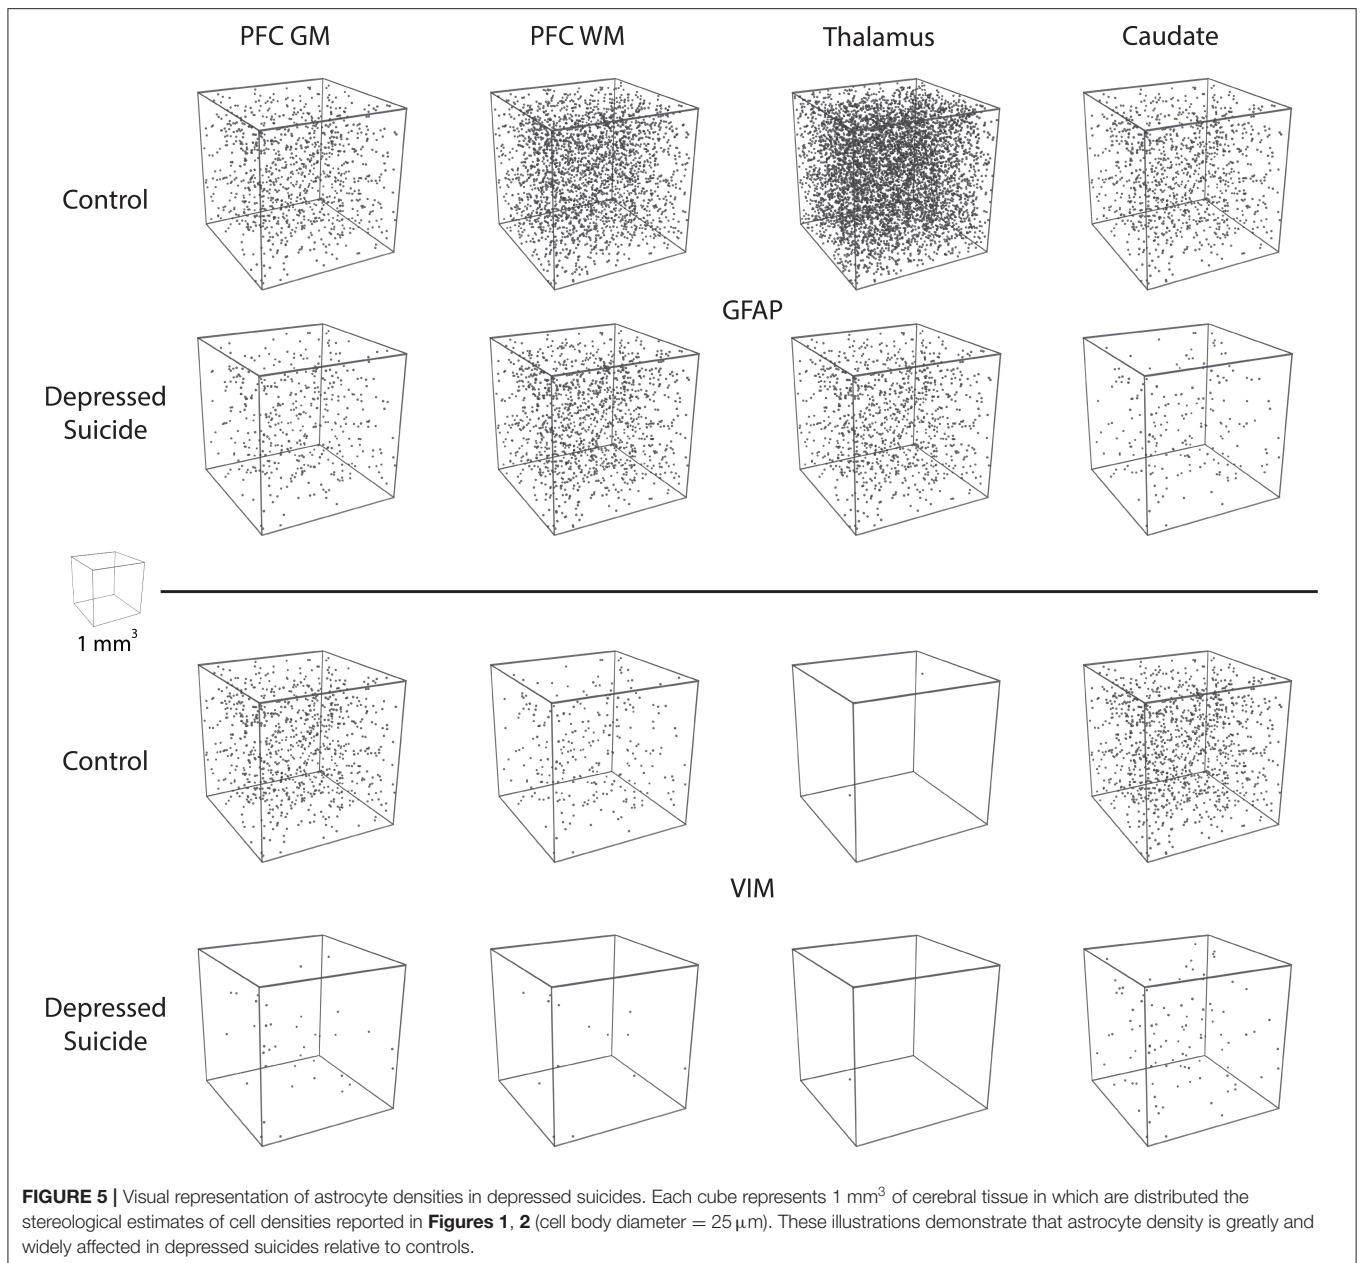 PFC GM PFC WM Thalamus Caudate
Control
GFAP
Depressed
Suicide
1 mm³
Control
VIM
Depressed
Suicide
FIGURE 5 | Visual representation of astrocyte densities in depressed suicides. Each cube represents 1 mm³ of cerebral tissue in which are distributed the
stereological estimates of cell densities reported in Figures 1, 2 (cell body diameter = 25 μm). These illustrations demonstrate that astrocyte density is greatly and
widely affected in depressed suicides relative to controls.